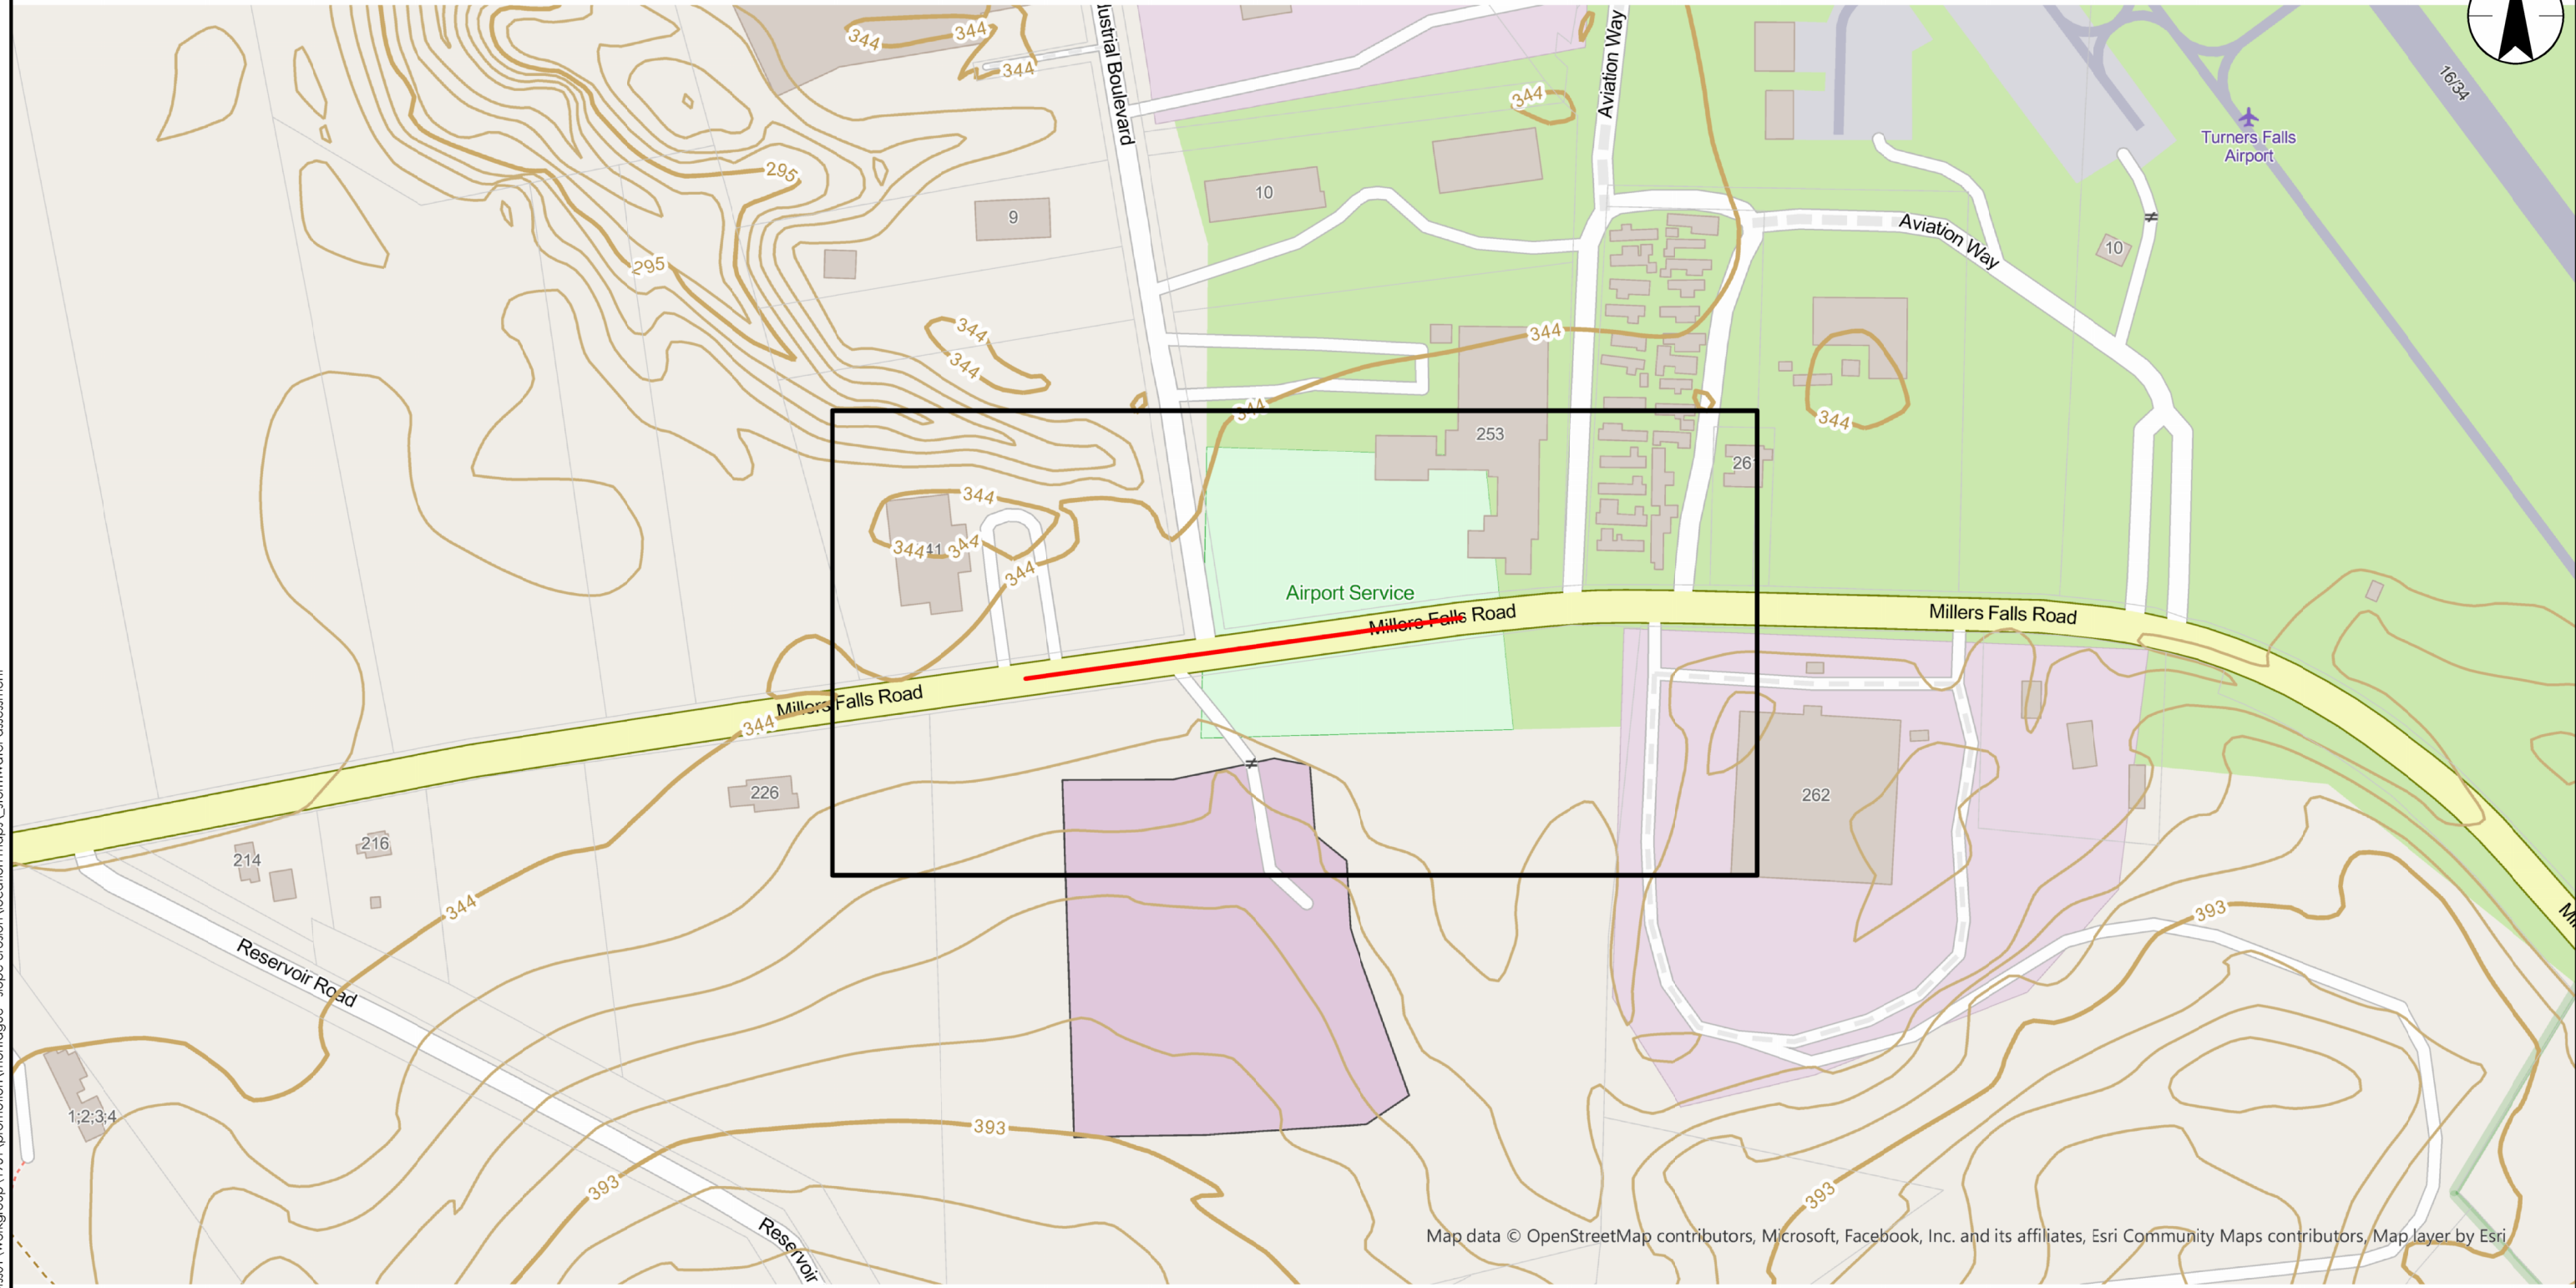 344
344
344
ustrial Boulevard
Aviation Way
16/34
Turners Falls
Airport
344
295
10
9
Aviation Way
10
295
344
344
344
344
344
253
261
344
344
344
344
Airport Service
Millers Falls Road
Millers Falls Road
Millers Falls Road
344
226
262
216
214
344
393
Reservoir Road
1;2;3;4
393
393
393
Reservoir
Map data © OpenStreetMap contributors, Microsoft, Facebook, Inc. and its affiliates, Esri Community Maps contributors, Map layer by Esri